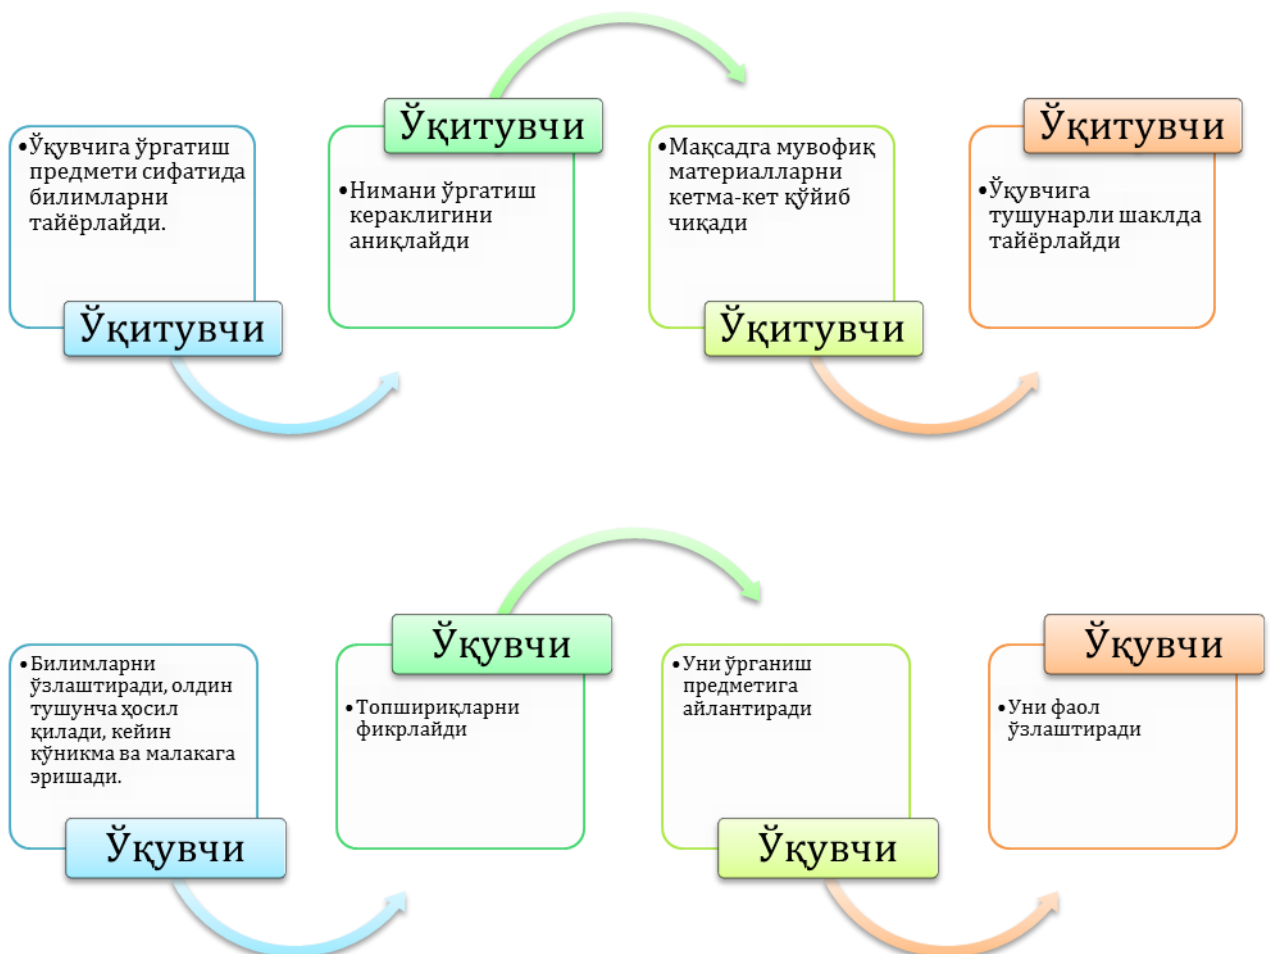 •Ўқувчига ўргатиш
предмети сифатида
билимларни
тайёрлайди.
Ўқитувчи
Ўқитувчи
•Нимани ўргатиш
кераклигини
аниқлайди
•Мақсадга мувофиқ
материалларни
кетма-кет қўйиб
чиқади
Ўқитувчи
Ўқитувчи
•Ўқувчига
тушунарли шаклда
тайёрлайди
•Билимларни
ўзлаштиради, олдин
тушунча ҳосил
қилади, кейин
кўникма ва малакага
эришади.
Ўқувчи
Ўқувчи
•Топшириқларни
фикрлайди
•Уни ўрганиш
предметига
айлантиради
Ўқувчи
Ўқувчи
•Уни фаол
ўзлаштиради